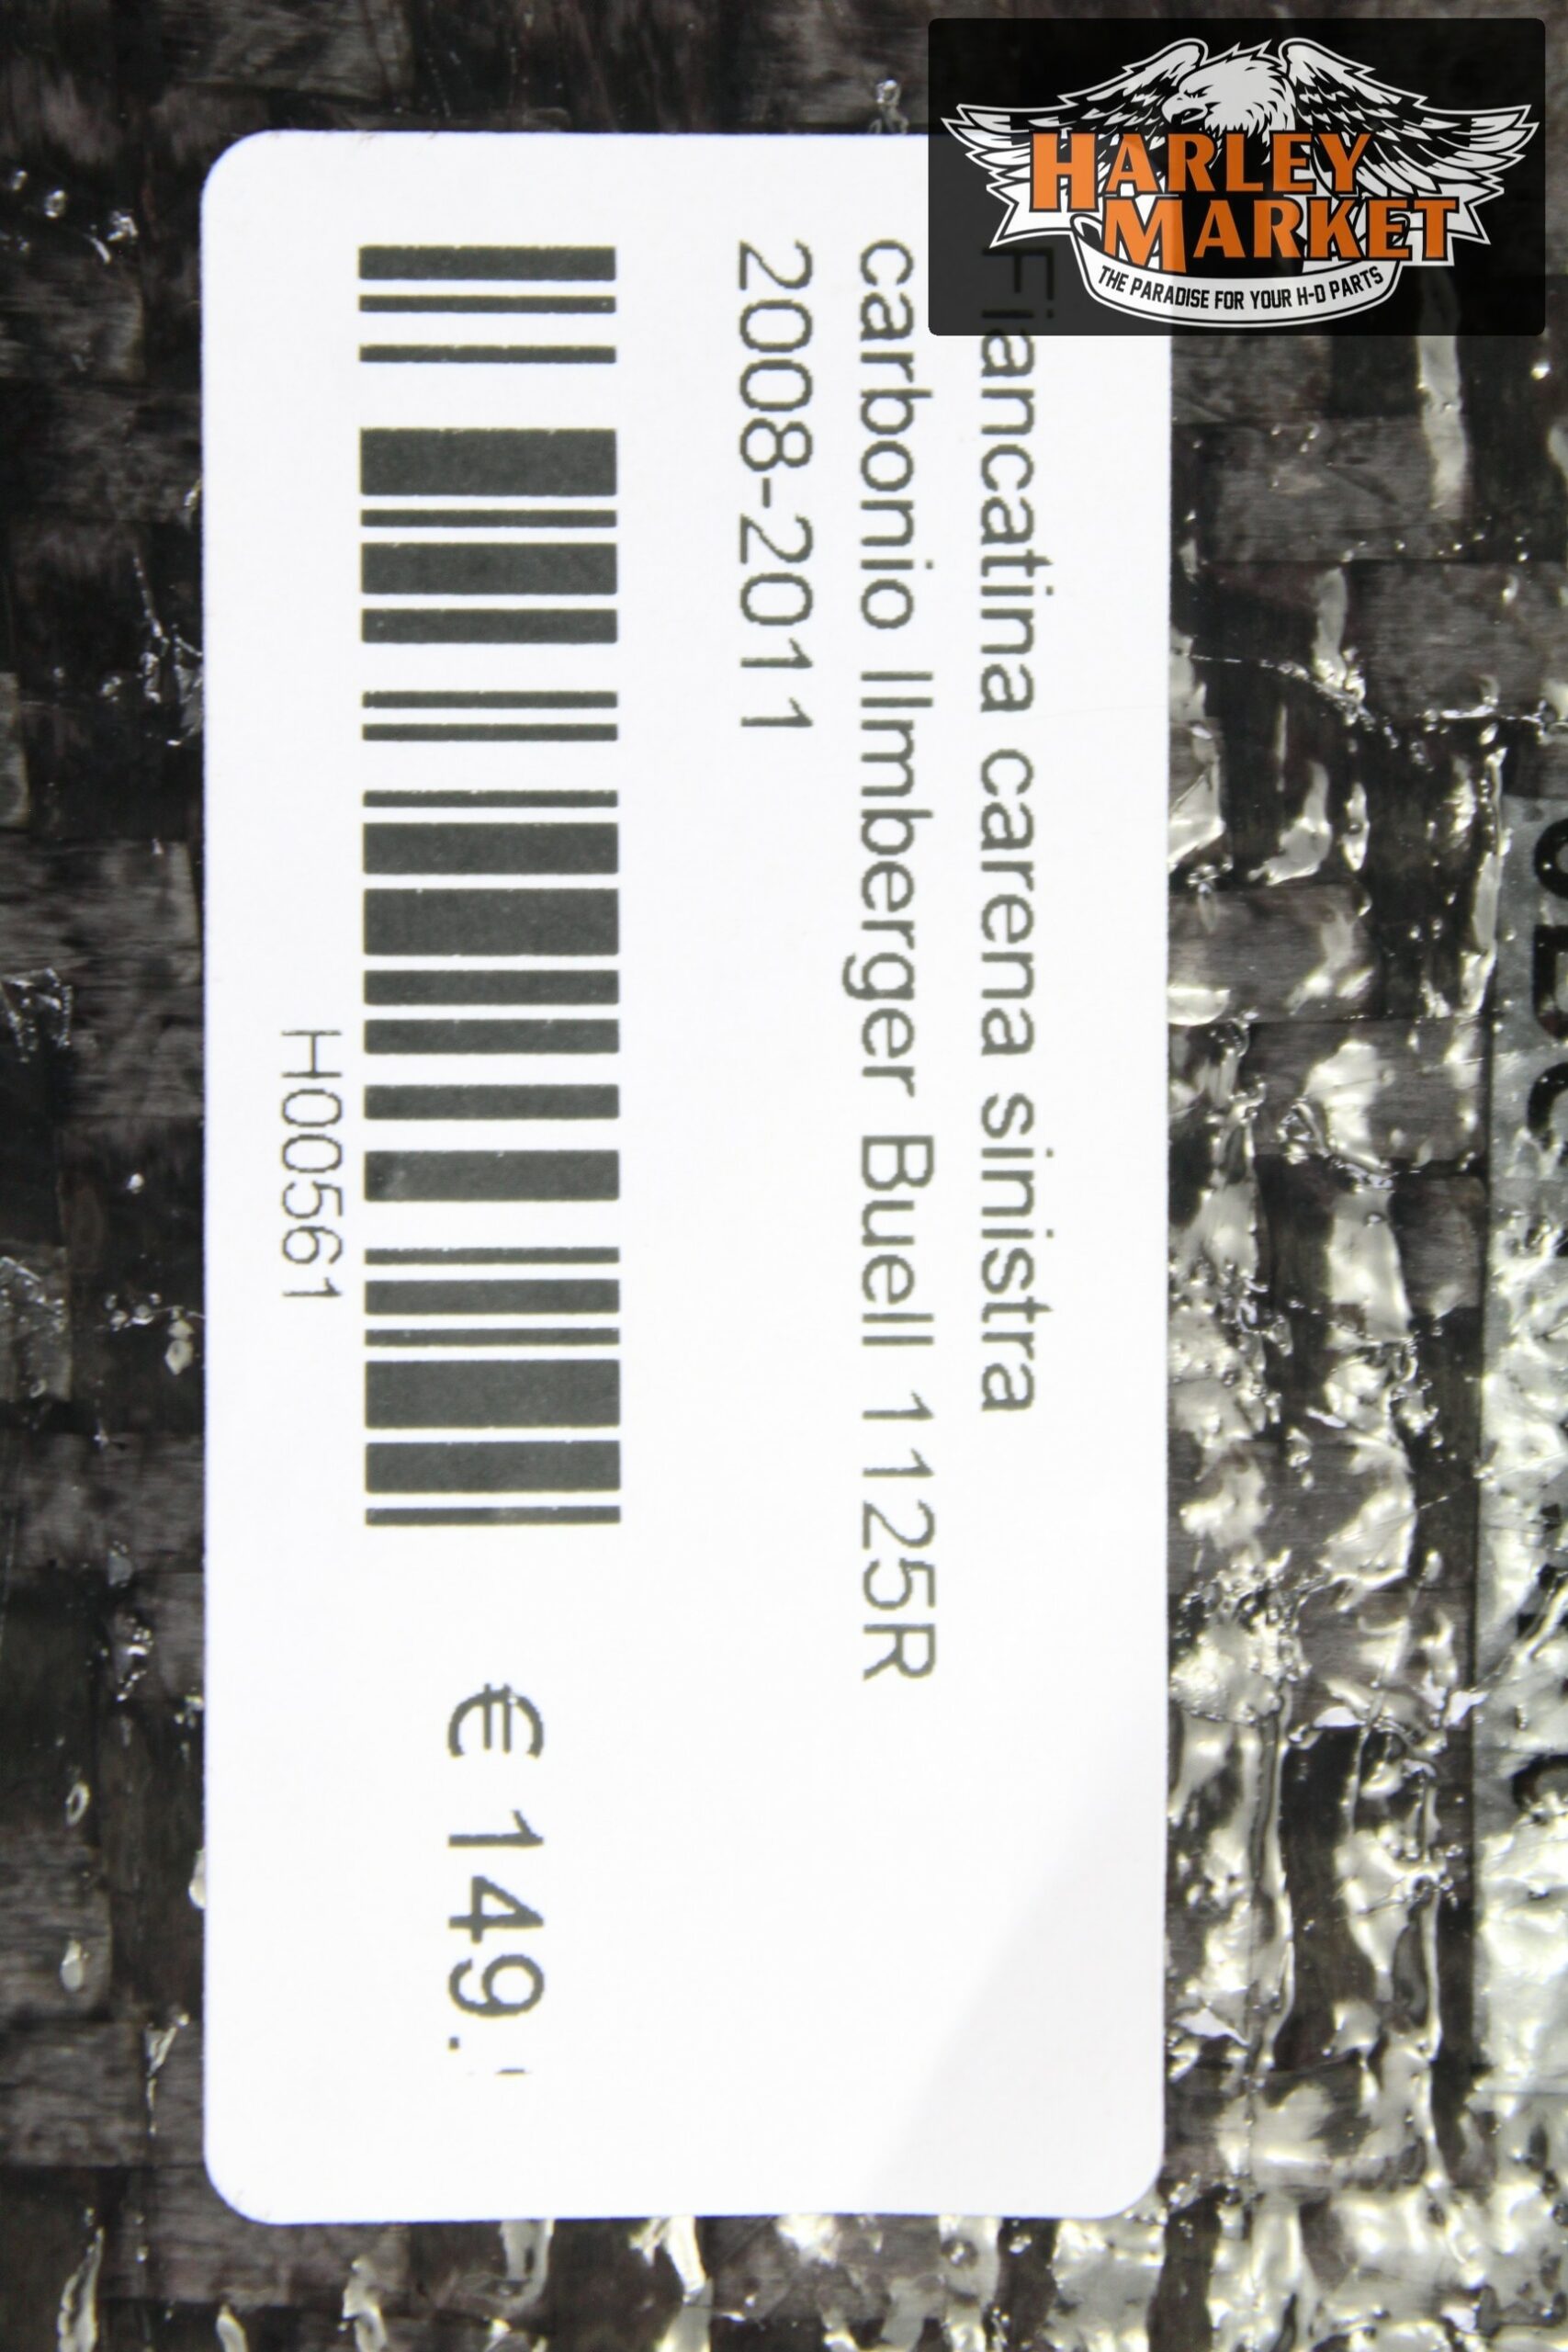 HARLEY
MARKET
THE PARADISE FOR YOUR H-D PARTS
Fiancatina carena sinistra
carbonio Ilmberger Buell 1125R
2008-2011
€ 149.
H00561